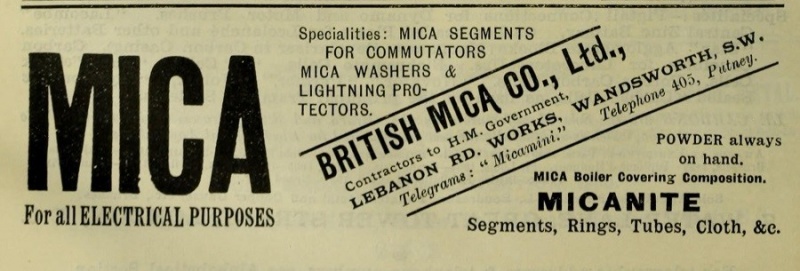 MICA
For all ELECTRICAL PURPOSES
Specialities: MICA SEGMENTS
FOR COMMUTATORS
MICA WASHERS &
LIGHTNING PRO-
TECTORS.
BRITISH MICA CO., Ltd.,
Contractors to H.M. Government,
LEBANON RD. WORKS, WANDSWORTH, S.W.
Telegrams: "Micamini." Telephone 405, Putney.
POWDER always
on hand.
MICA Boiler Covering Composition.
MICANITE
Segments, Rings, Tubes, Cloth, &c.